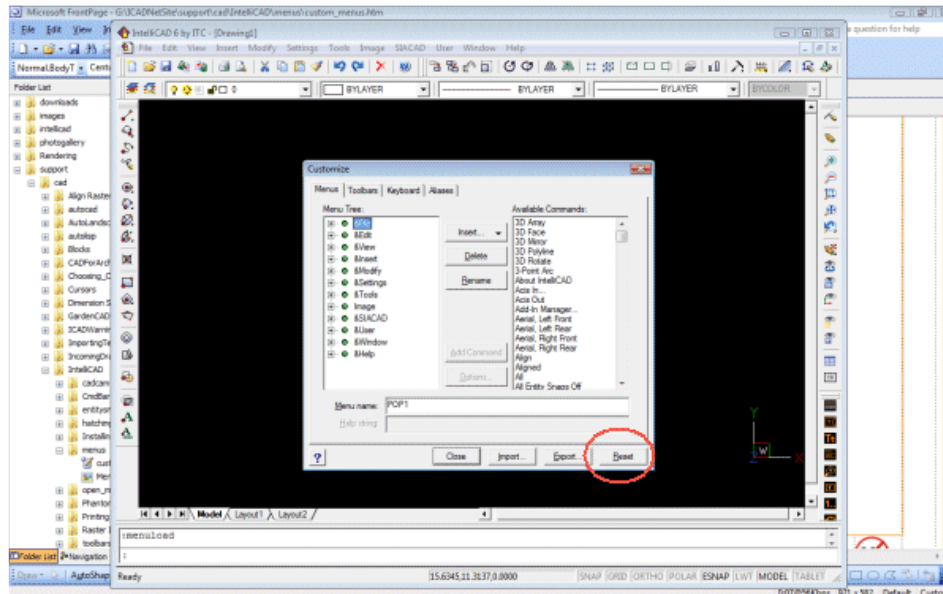 Microsoft FrontPage - G:\ICADNetSite\support\cad\IntelliCAD\menus\custom_menus.htm
File Edit View
question for help
IntelliCAD 6 by ITC - [Drawing1]
File Edit View Insert Modify Settings Tools Image SIACAD User Window Help
Normal.BodyT
BYLAYER
BYLAYER
BYLAYER
BYCOLOR
Folder List
downloads
images
intellicad
photogallery
Rendering
support
cad
Align Raste
autocad
AutoLandsc
autolisp
Blocks
CADForArch
Choosing_C
Cursors
Dimension S
GardenCAD
ICADWarnin
ImportingTe
IncomingDra
IntelliCAD
cadcam
CmdBar
entitysn
hatching
Installin
menus
cust
Men
open_m
Phantor
Printing
Raster I
toolbars
Folder List Navigation
Draw AutoShap
Customize
Menus Toolbars Keyboard Aliases
Menu Tree:
&Edit
&View
&Insert
&Modify
&Settings
&Tools
Image
&SIACAD
&User
&Window
&Help
Insert...
Delete
Rename
Add Command
Options...
Available Commands:
3D Array
3D Face
3D Mirror
3D Polyline
3D Rotate
3-Point Arc
About IntelliCAD
Acis In...
Acis Out
Add-In Manager...
Aerial, Left Front
Aerial, Left Rear
Aerial, Right Front
Aerial, Right Rear
Align
Aligned
All
All Entity Snaps Off
Menu name: POP1
Help string:
? Close Import... Export... Reset
Y
W
X
Model Layout1 Layout2
:menuload
:
Ready
15.6345,11.3137,0.0000
SNAP GRID ORTHO POLAR ESNAP LWT MODEL TABLET
Default Custo